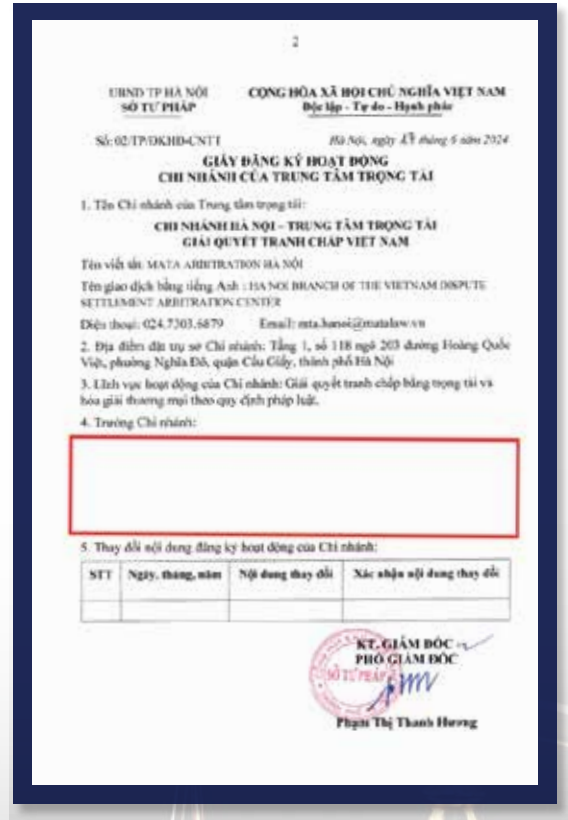 2
UBND TP HÀ NỘI
SỞ TƯ PHÁP
CỘNG HÒA XÃ HỘI CHỦ NGHĨA VIỆT NAM
Độc lập - Tự do - Hạnh phúc
Số: 02/TP/ĐKHĐ-CNTT
Hà Nội, ngày tháng 6 năm 2024
GIẤY ĐĂNG KÝ HOẠT ĐỘNG
CHI NHÁNH CỦA TRUNG TÂM TRỌNG TÀI
1. Tên Chi nhánh của Trung tâm trọng tài:
CHI NHÁNH HÀ NỘI - TRUNG TÂM TRỌNG TÀI
GIẢI QUYẾT TRANH CHẤP VIỆT NAM
Tên viết tắt: MATA ARBITRATION HÀ NỘI
Tên giao dịch bằng tiếng Anh : HA NOI BRANCH OF THE VIETNAM DISPUTE
SETTLEMENT ARBITRATION CENTER
Điện thoại: 024.7303.6879 Email: mta.hanoi@matalaw.vn
2. Địa điểm đặt trụ sở Chi nhánh: Tầng 1, số 118 ngõ 203 đường Hoàng Quốc
Việt, phường Nghĩa Đô, quận Cầu Giấy, thành phố Hà Nội
3. Lĩnh vực hoạt động của Chi nhánh: Giải quyết tranh chấp bằng trọng tài và
hòa giải thương mại theo quy định pháp luật.
4. Trưởng Chi nhánh:
5. Thay đổi nội dung đăng ký hoạt động của Chi nhánh:
STT Ngày, tháng, năm Nội dung thay đổi Xác nhận nội dung thay đổi
KT. GIÁM ĐỐC
PHÓ GIÁM ĐỐC
SỞ TƯ PHÁP
Phạm Thị Thanh Hương